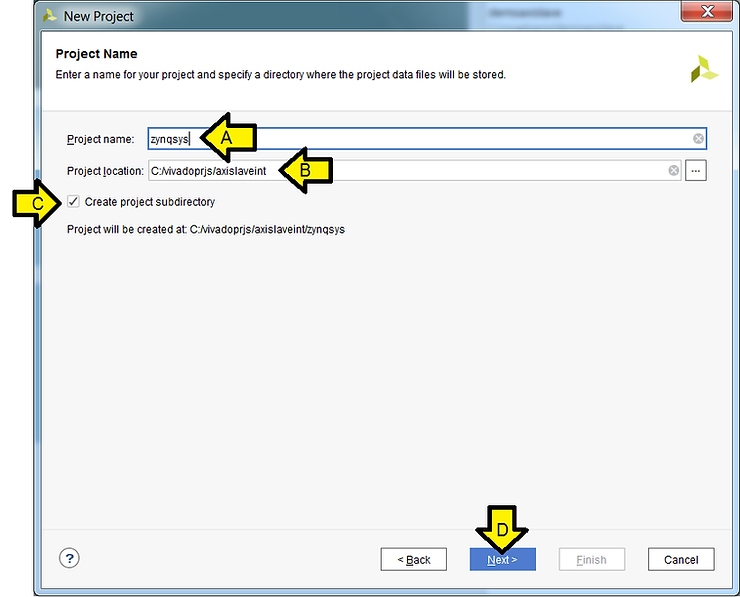 New Project
Project Name
Enter a name for your project and specify a directory where the project data files will be stored.
Project name: zynqsys A
Project location: C:/vivadoprjs/axislaveint B ...
C Create project subdirectory
Project will be created at: C:/vivadoprjs/axislaveint/zynqsys
D
? < Back Next > Finish Cancel